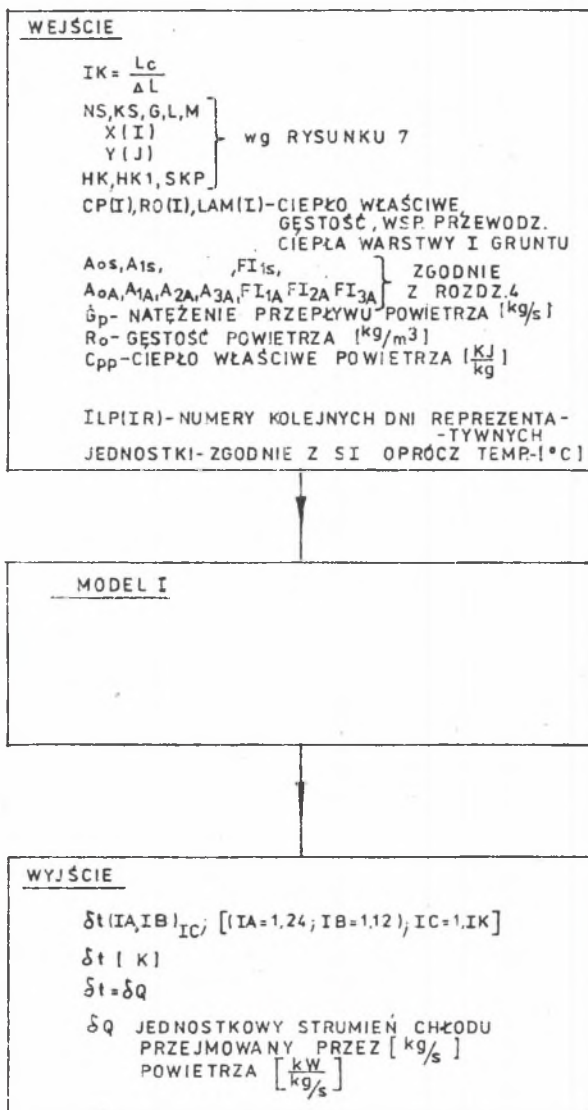 WEJŚCIE
IK = Lc / ΔL
NS,KS,G,L,M
X(I)
Y(J)
HK,HK1,SKP
wg RYSUNKU 7
CP(I),RO(I),LAM(I)-CIEPŁO WŁAŚCIWE,
GĘSTOŚĆ, WSP. PRZEWODZ.
CIEPŁA WARSTWY I GRUNTU
Aos, A1s, ,FI1s,
AoA, A1A, A2A, A3A, FI1A FI2A FI3A
ZGODNIE
Z ROZDZ.4
Ġp- NATĘŻENIE PRZEPŁYWU POWIETRZA [kg/s]
Ro- GĘSTOŚĆ POWIETRZA [kg/m³]
Cpp-CIEPŁO WŁAŚCIWE POWIETRZA [KJ/kg]
ILP(IR)-NUMERY KOLEJNYCH DNI REPREZENTA-
-TYWNYCH
JEDNOSTKI-ZGODNIE Z SI OPRÓCZ TEMP.-[°C]
MODEL I
WYJŚCIE
δt(IA,IB)IC; [(IA=1,24; IB=1,12); IC=1,IK]
δt [K]
δt=δQ
δQ JEDNOSTKOWY STRUMIEŃ CHŁODU
PRZEJMOWANY PRZEZ [kg/s]
POWIETRZA [kW / kg/s]